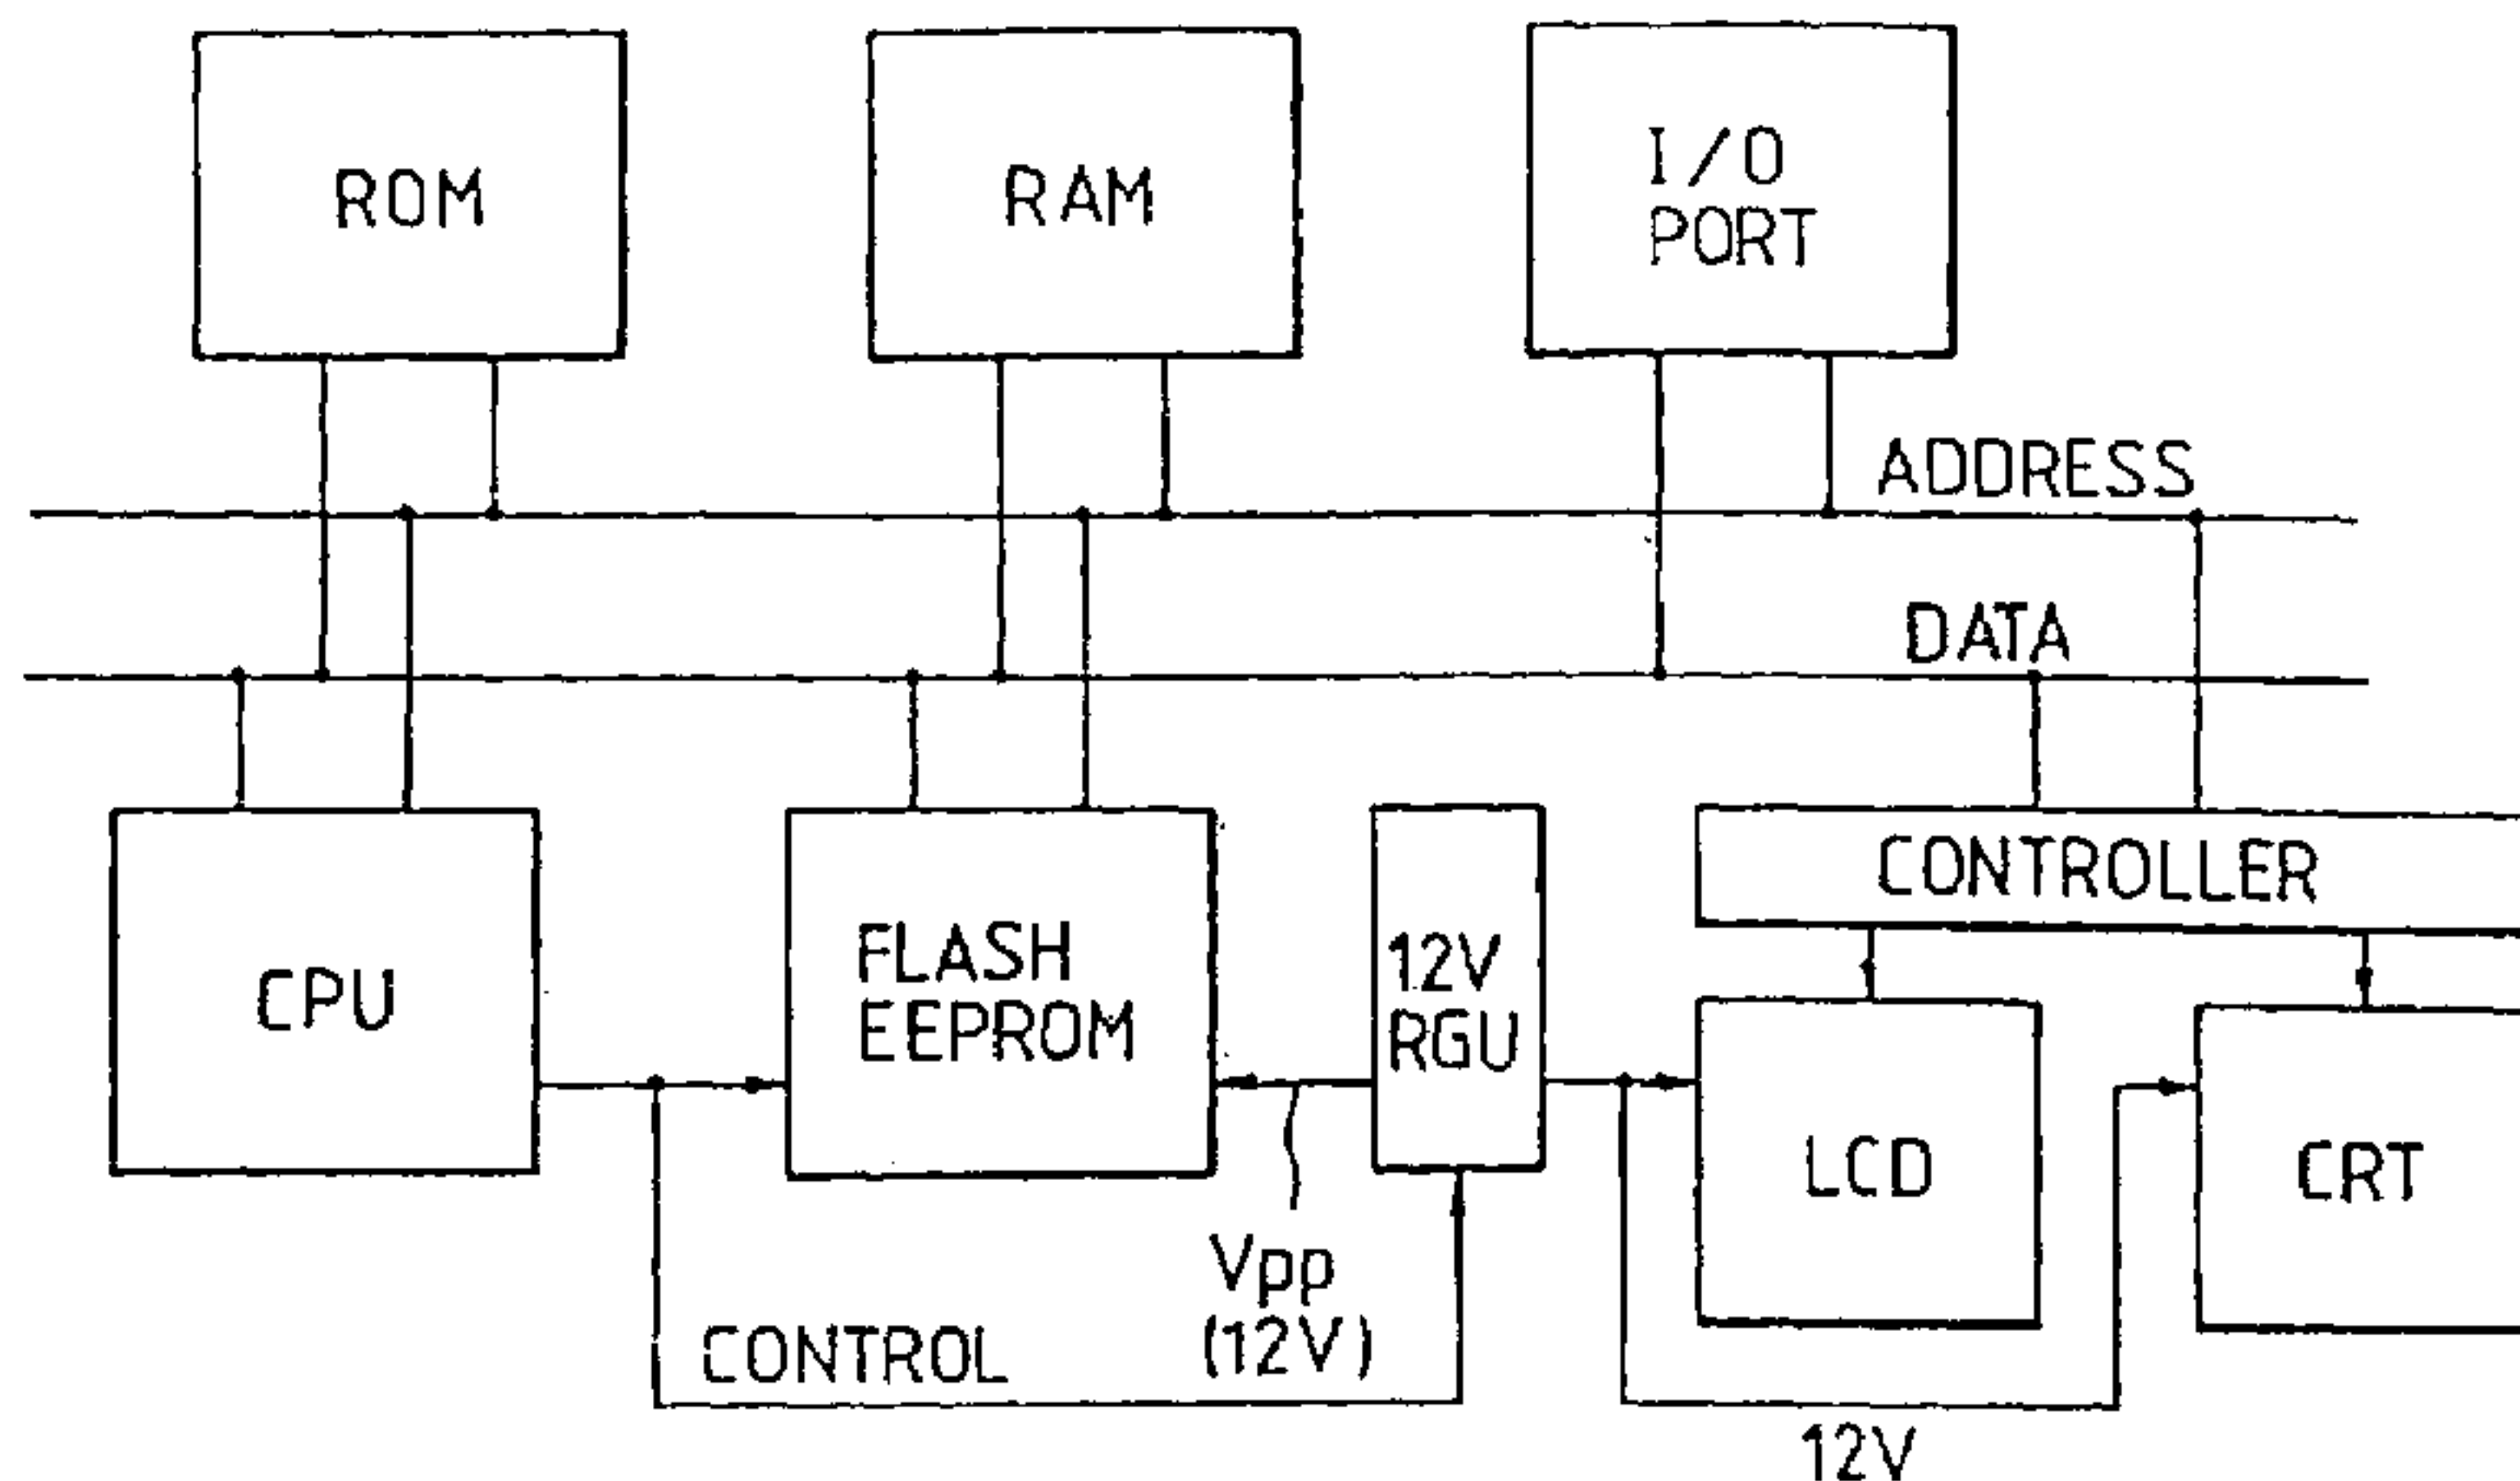 ROM
RAM
I/O
PORT
ADDRESS
DATA
CPU
FLASH
EEPROM
12V
RGU
CONTROLLER
LCD
CRT
Vpp
(12V)
CONTROL
12V